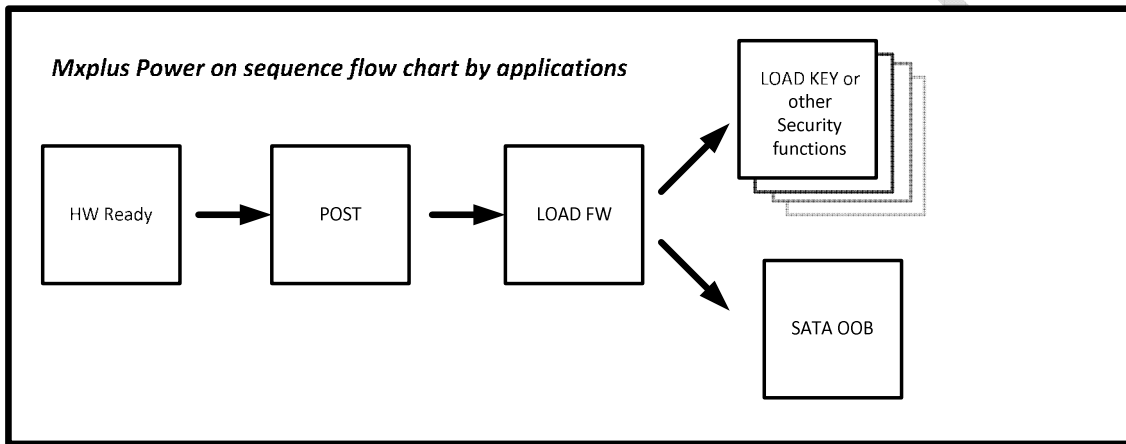 Mxplus Power on sequence flow chart by applications
HW Ready
POST
LOAD FW
LOAD KEY or
other
Security
functions
SATA OOB